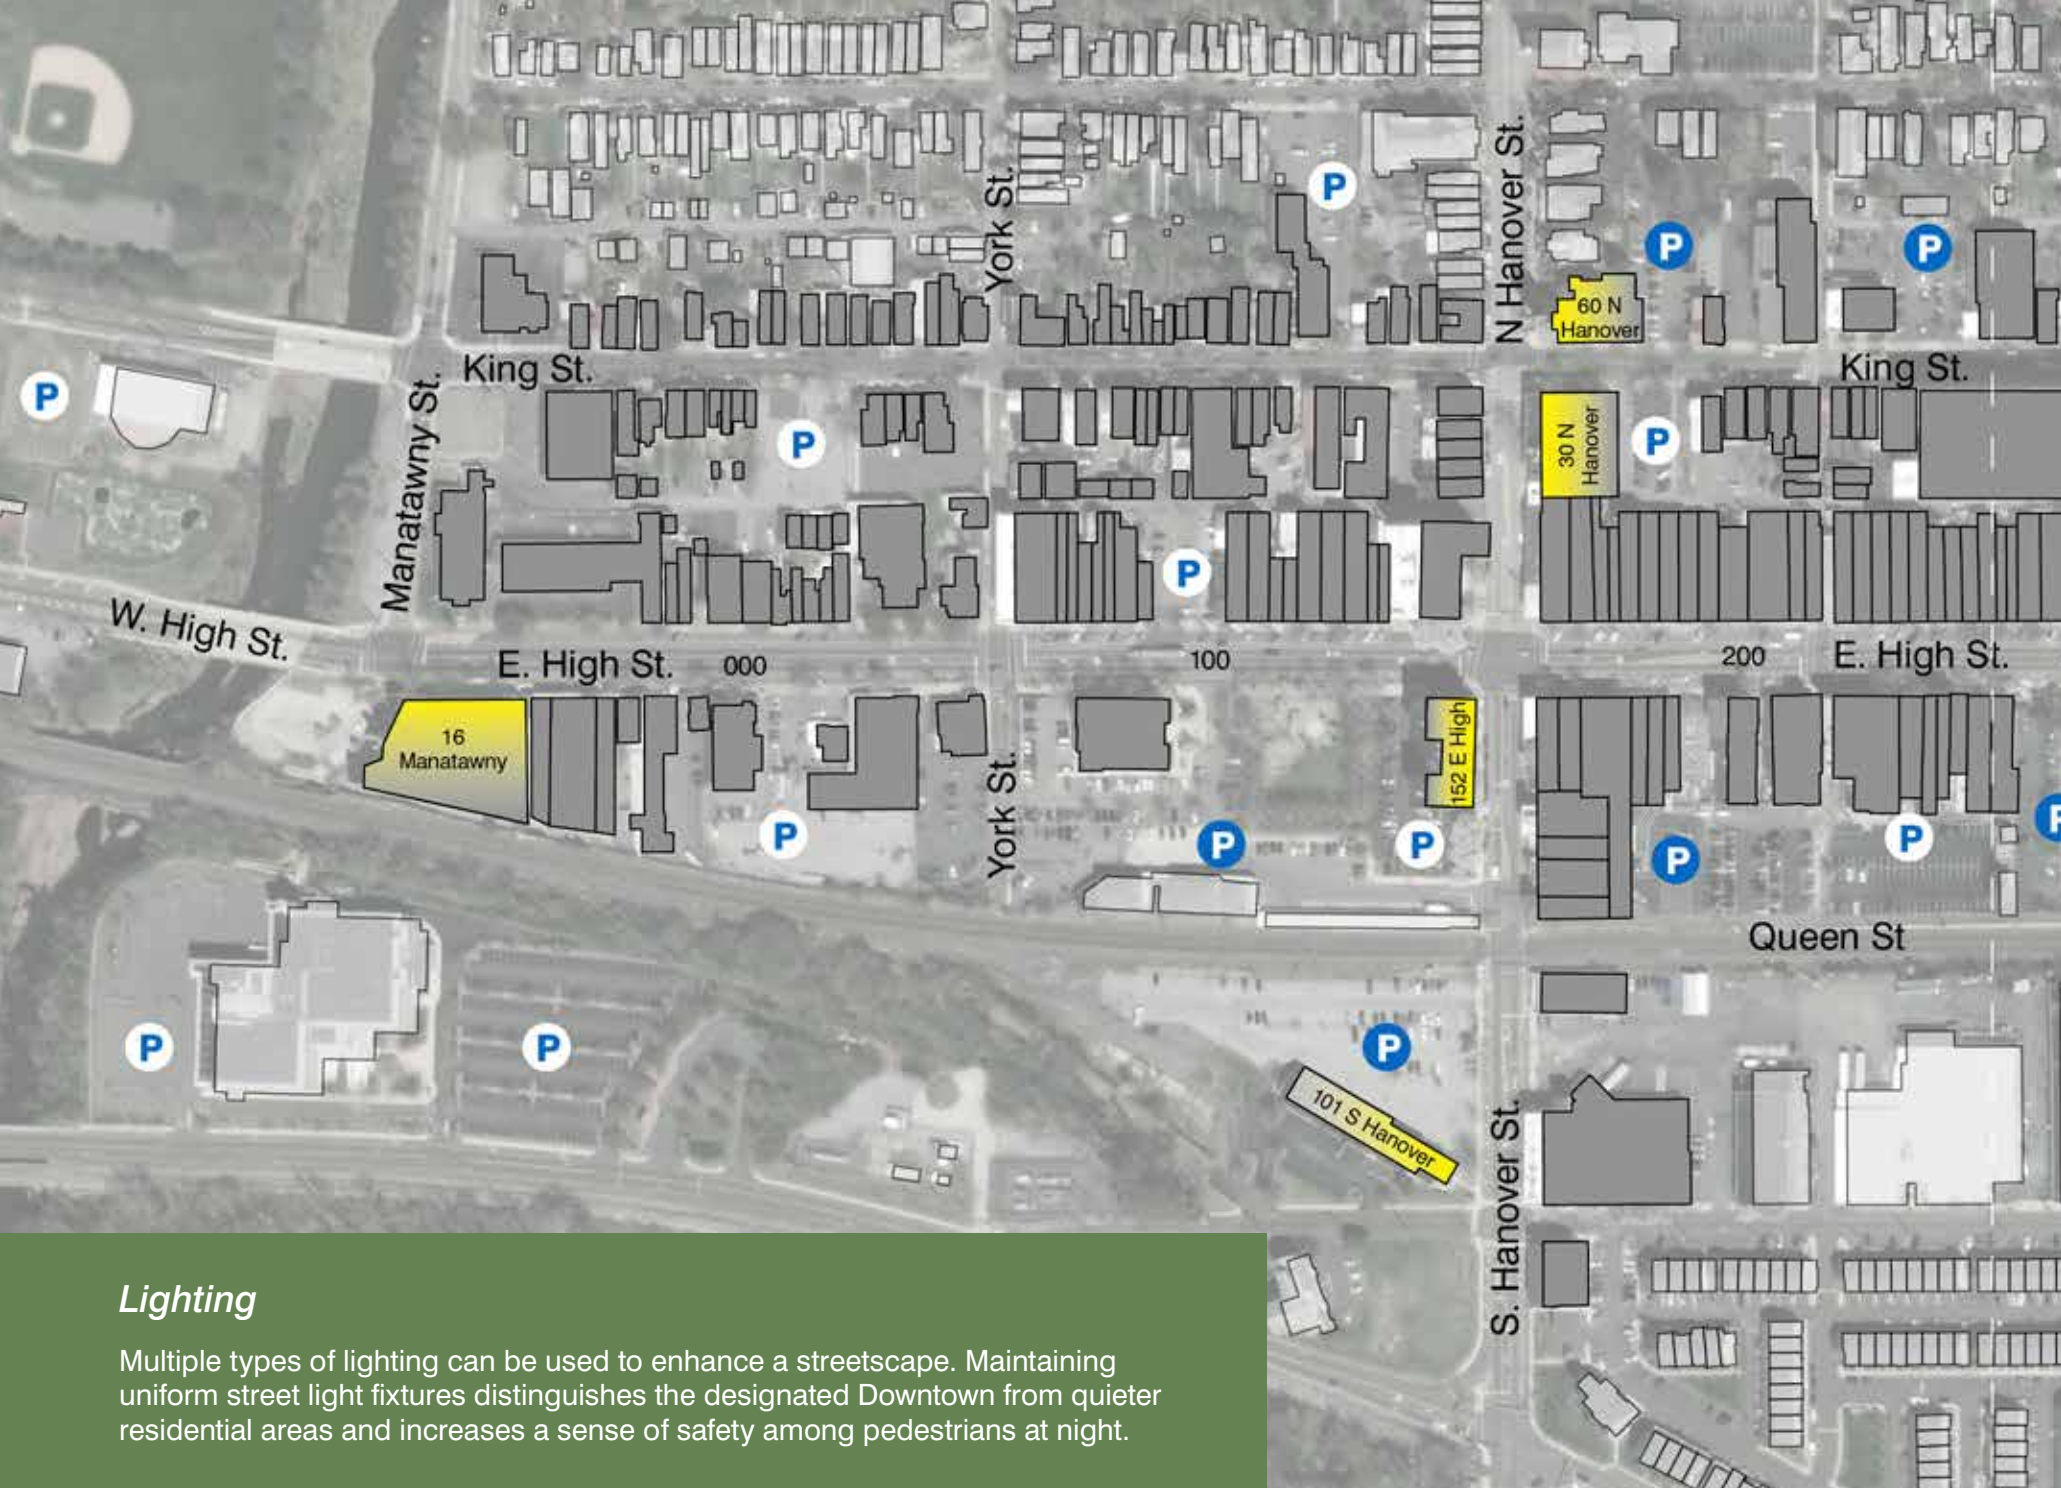 P
N Hanover St.
York St.
P
P
60 N
Hanover
King St.
King St.
P
Manatawny St.
P
30 N
Hanover
P
P
W. High St.
E. High St.
000
100
200
E. High St.
16
Manatawny
152 E High
York St.
P
P
P
P
P
P
Queen St
P
P
P
101 S Hanover
S. Hanover St.
Lighting
Multiple types of lighting can be used to enhance a streetscape. Maintaining
uniform street light fixtures distinguishes the designated Downtown from quieter
residential areas and increases a sense of safety among pedestrians at night.